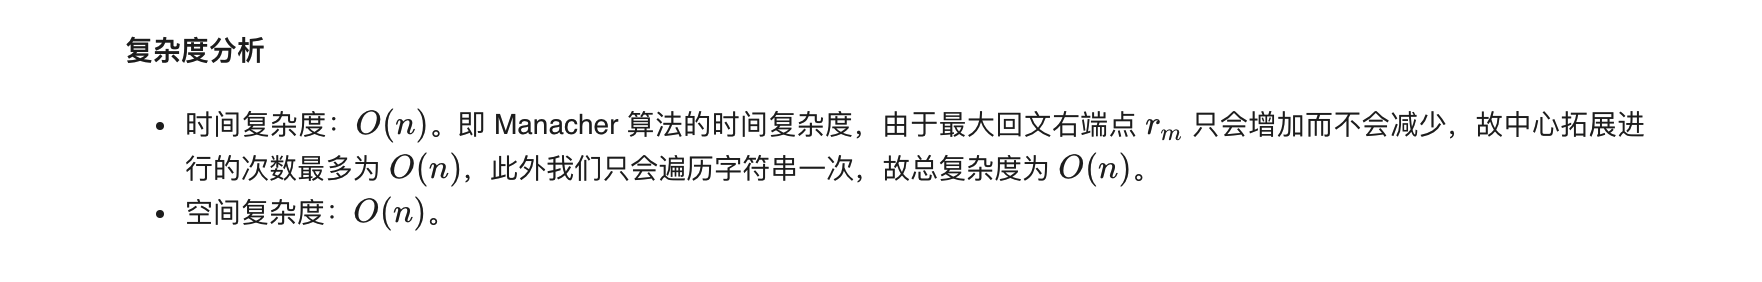 复杂度分析
• 时间复杂度：O(n)。即 Manacher 算法的时间复杂度，由于最大回文右端点 rₘ 只会增加而不会减少，故中心拓展进
行的次数最多为 O(n)，此外我们只会遍历字符串一次，故总复杂度为 O(n)。
• 空间复杂度：O(n)。